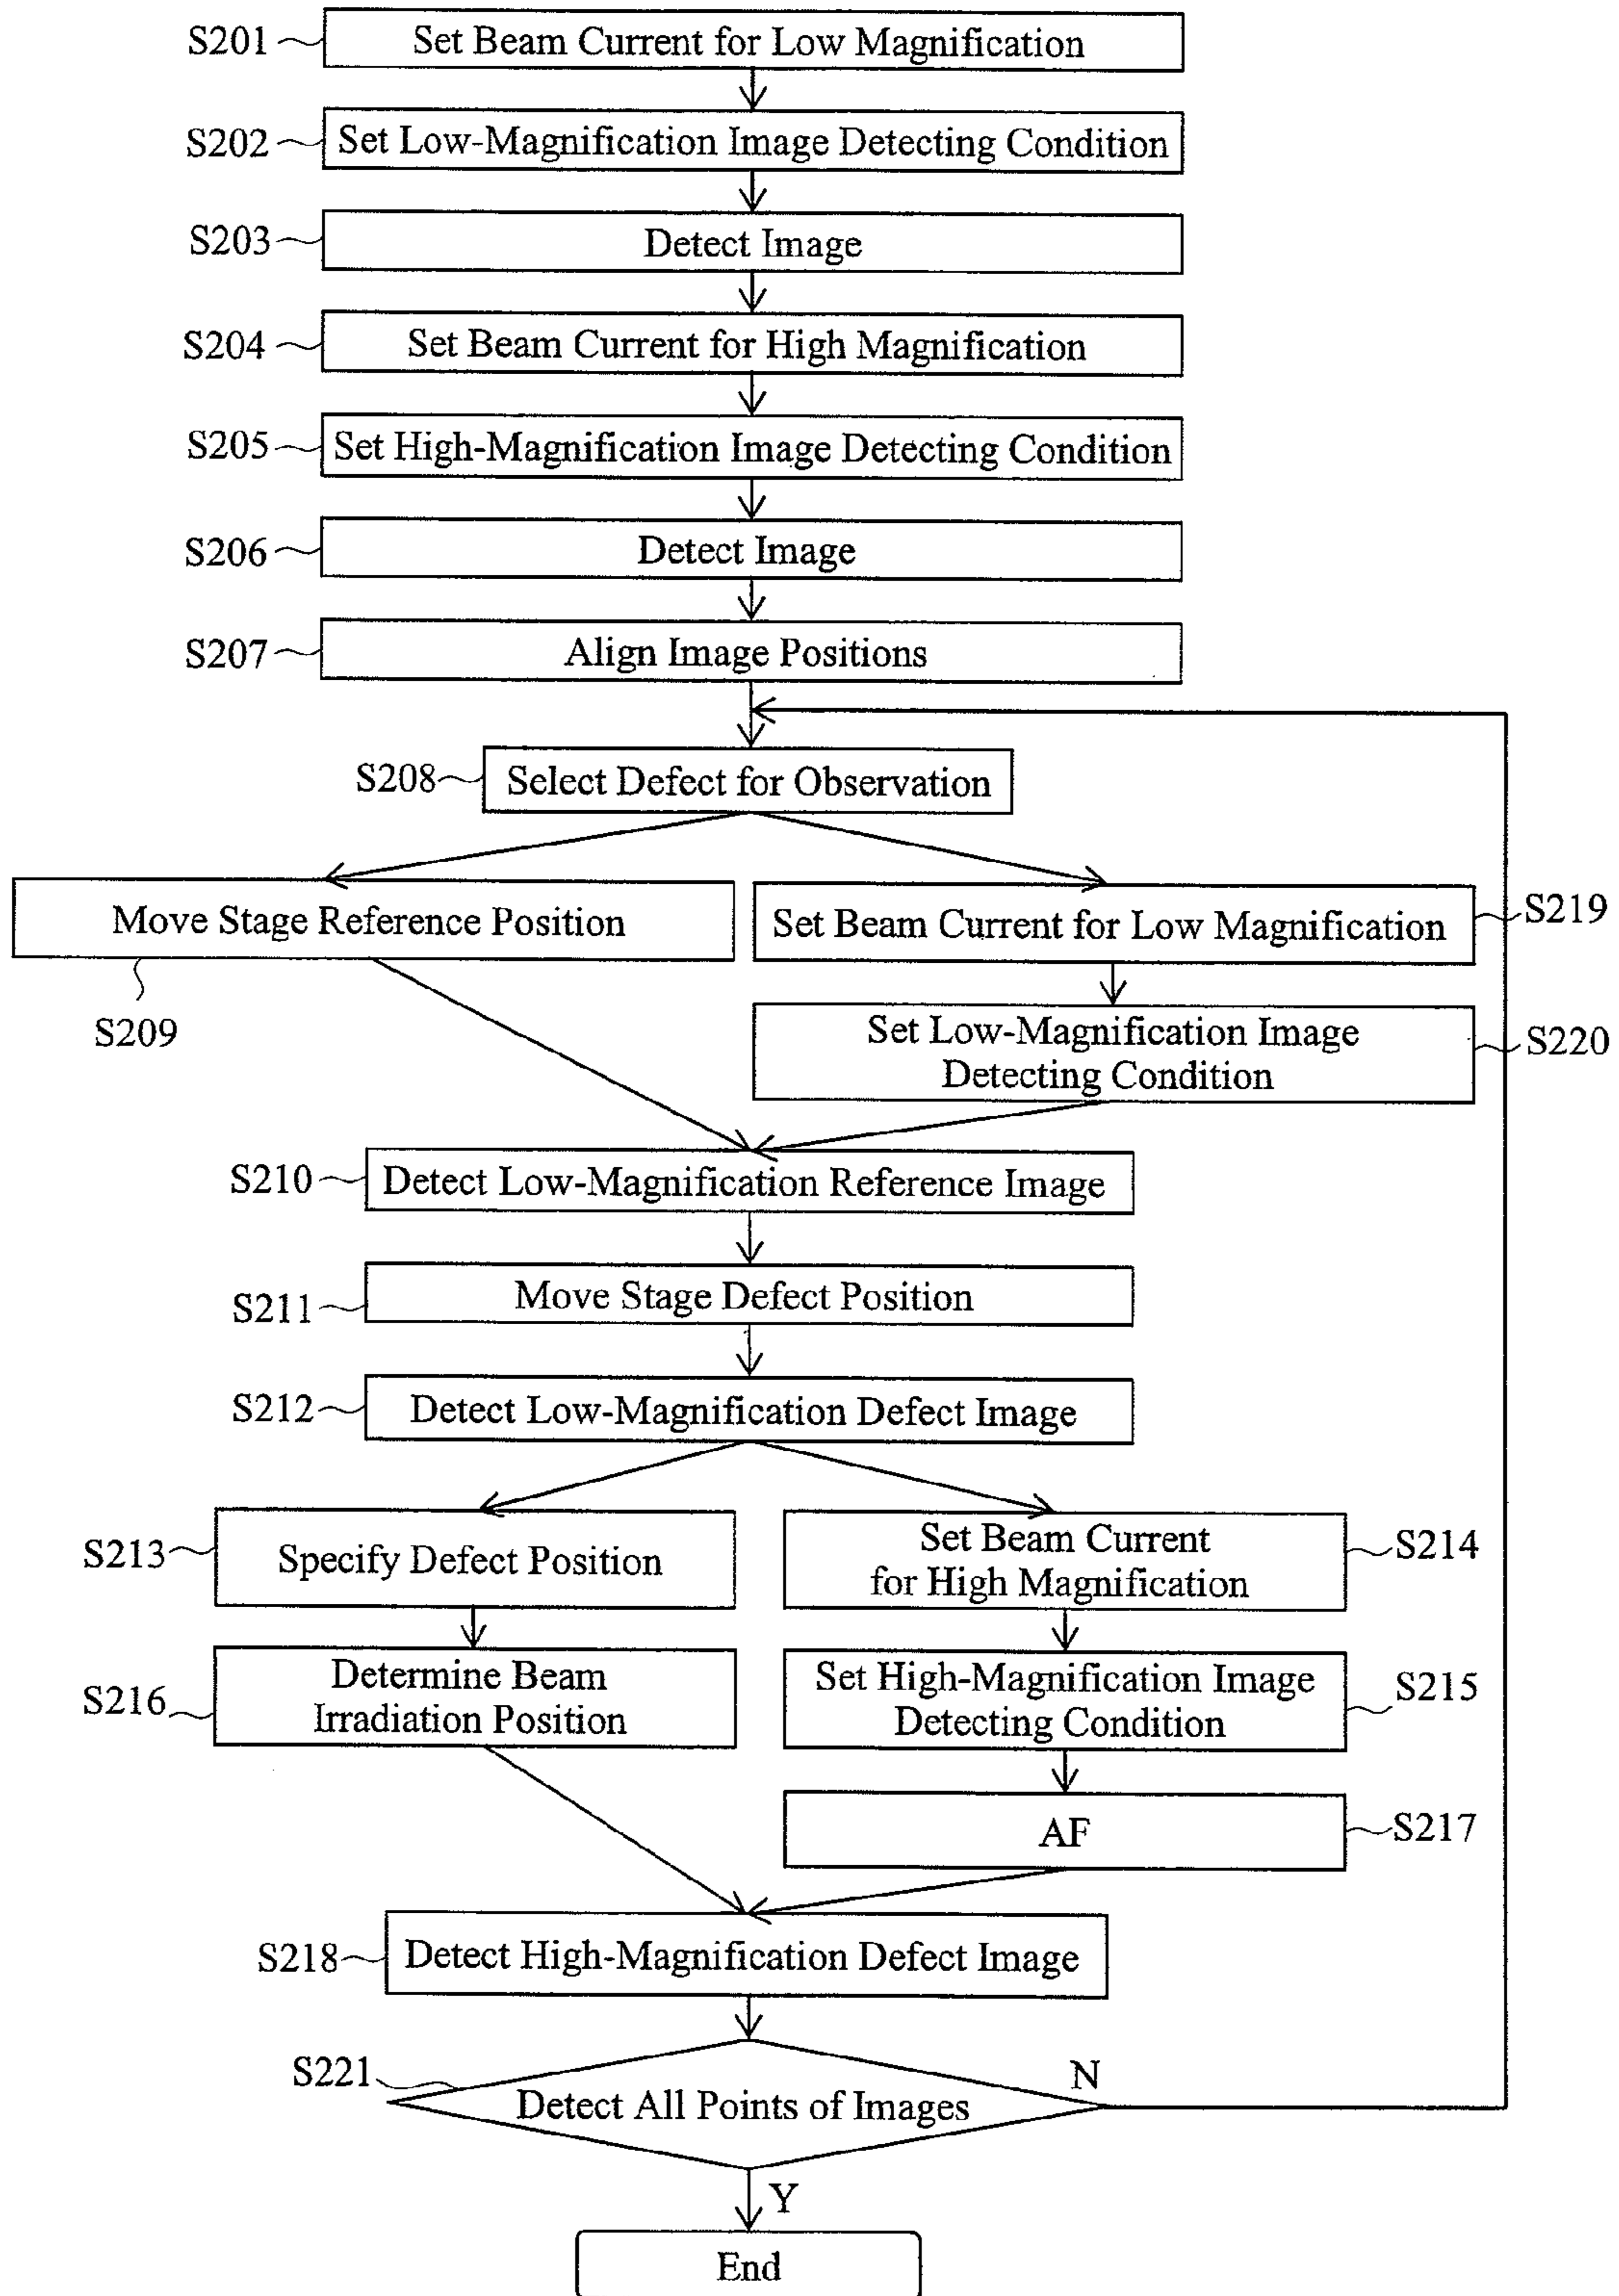 S201
Set Beam Current for Low Magnification
S202
Set Low-Magnification Image Detecting Condition
S203
Detect Image
S204
Set Beam Current for High Magnification
S205
Set High-Magnification Image Detecting Condition
S206
Detect Image
S207
Align Image Positions
S208
Select Defect for Observation
Move Stage Reference Position
S209
Set Beam Current for Low Magnification
S219
Set Low-Magnification Image
Detecting Condition
S220
S210
Detect Low-Magnification Reference Image
S211
Move Stage Defect Position
S212
Detect Low-Magnification Defect Image
S213
Specify Defect Position
Set Beam Current
for High Magnification
S214
S216
Determine Beam
Irradiation Position
Set High-Magnification Image
Detecting Condition
S215
AF
S217
S218
Detect High-Magnification Defect Image
S221
Detect All Points of Images
N
Y
End